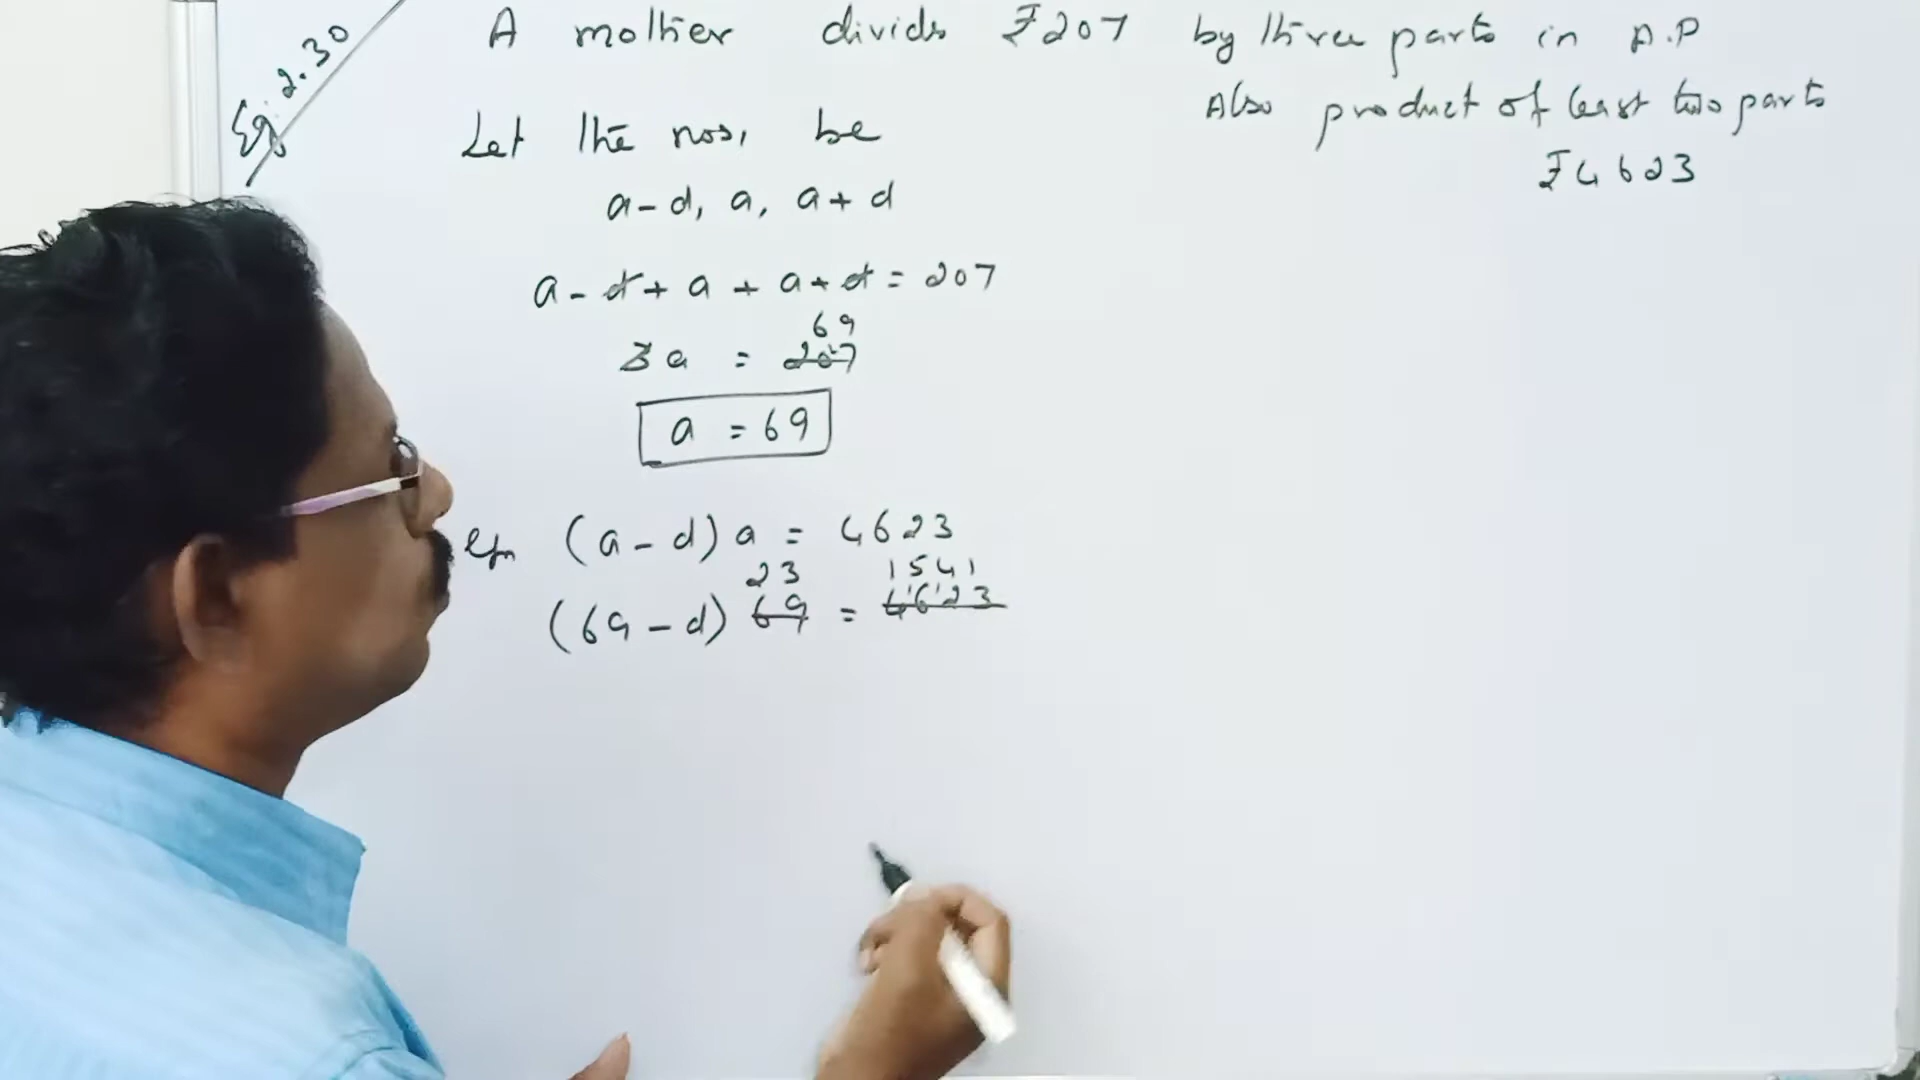 Eg. 2.30
A mother divides ₹207 by three parts in A.P
Also product of least two parts
₹4623
Let the nos, be
a-d, a, a+d
a-d+a+a+d=207
69
3a = 207
a = 69
(a-d)a = 4623
23 1541
(69-d) 69 = 4623